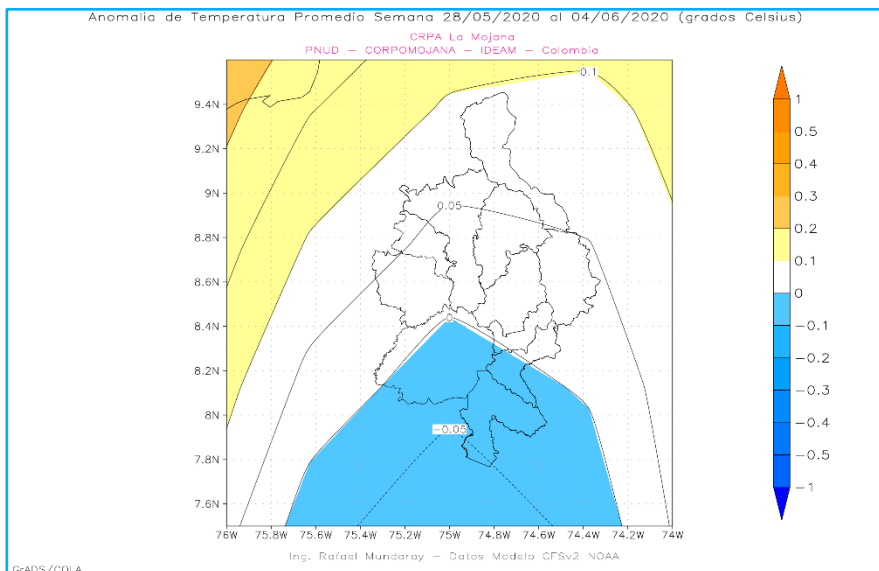 Anomalia de Temperatura Promedio Semana 28/05/2020 al 04/06/2020 (grados Celsius)
CRPA La Mojana
PNUD – CORPOMOJANA – IDEAM – Colombia
9.4N
9.2N
9N
8.8N
8.6N
8.4N
8.2N
8N
7.8N
7.6N
0.1
0.05
0
-0.05
76W 75.8W 75.6W 75.4W 75.2W 75W 74.8W 74.6W 74.4W 74.2W 74W
1
0.5
0.4
0.3
0.2
0.1
0
-0.1
-0.2
-0.3
-0.4
-0.5
-1
Ing. Rafael Mundaray – Datos Modelo CFSv2 NOAA
GrADS/COLA